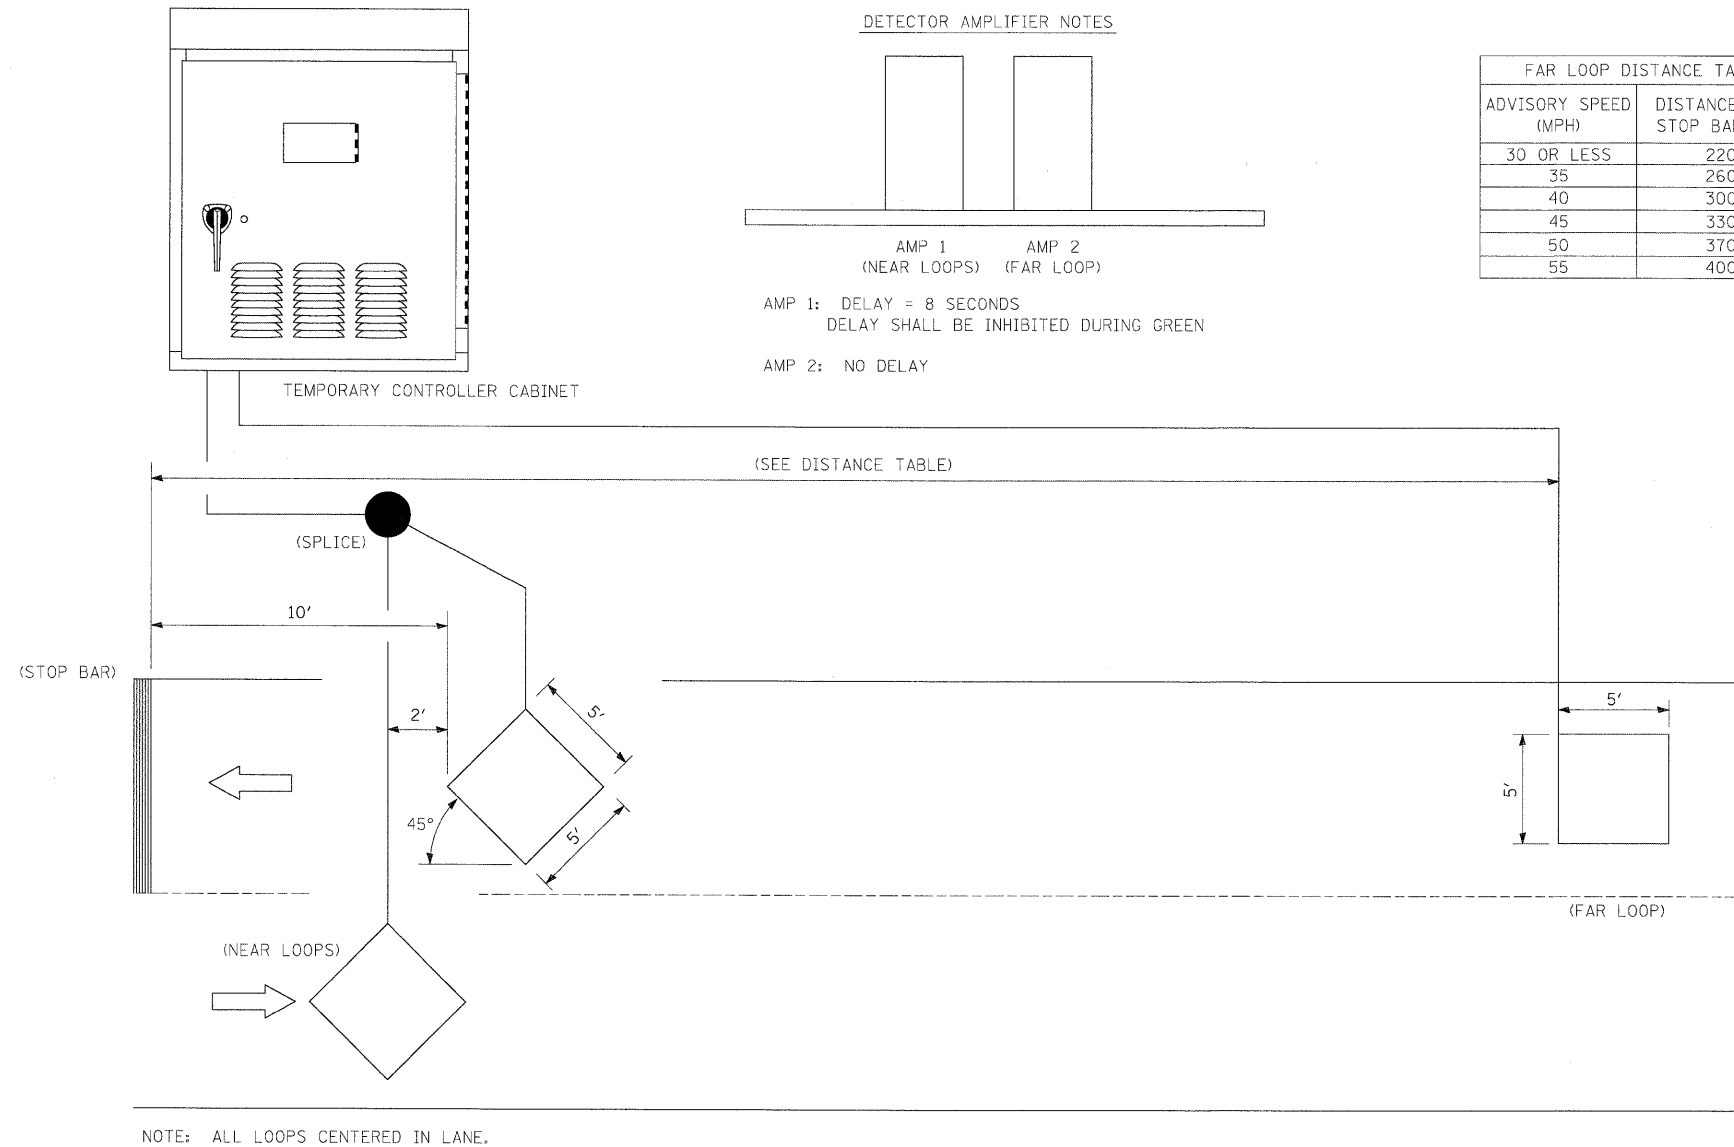 DETECTOR AMPLIFIER NOTES
AMP 1
(NEAR LOOPS)
AMP 2
(FAR LOOP)
AMP 1: DELAY = 8 SECONDS
DELAY SHALL BE INHIBITED DURING GREEN
AMP 2: NO DELAY
FAR LOOP DISTANCE TA
ADVISORY SPEED
(MPH)
DISTANCE
STOP BA
30 OR LESS 220
35 260
40 300
45 330
50 370
55 400
TEMPORARY CONTROLLER CABINET
(SEE DISTANCE TABLE)
(SPLICE)
10'
(STOP BAR)
2'
5'
5'
45°
5'
5'
(FAR LOOP)
(NEAR LOOPS)
NOTE: ALL LOOPS CENTERED IN LANE.